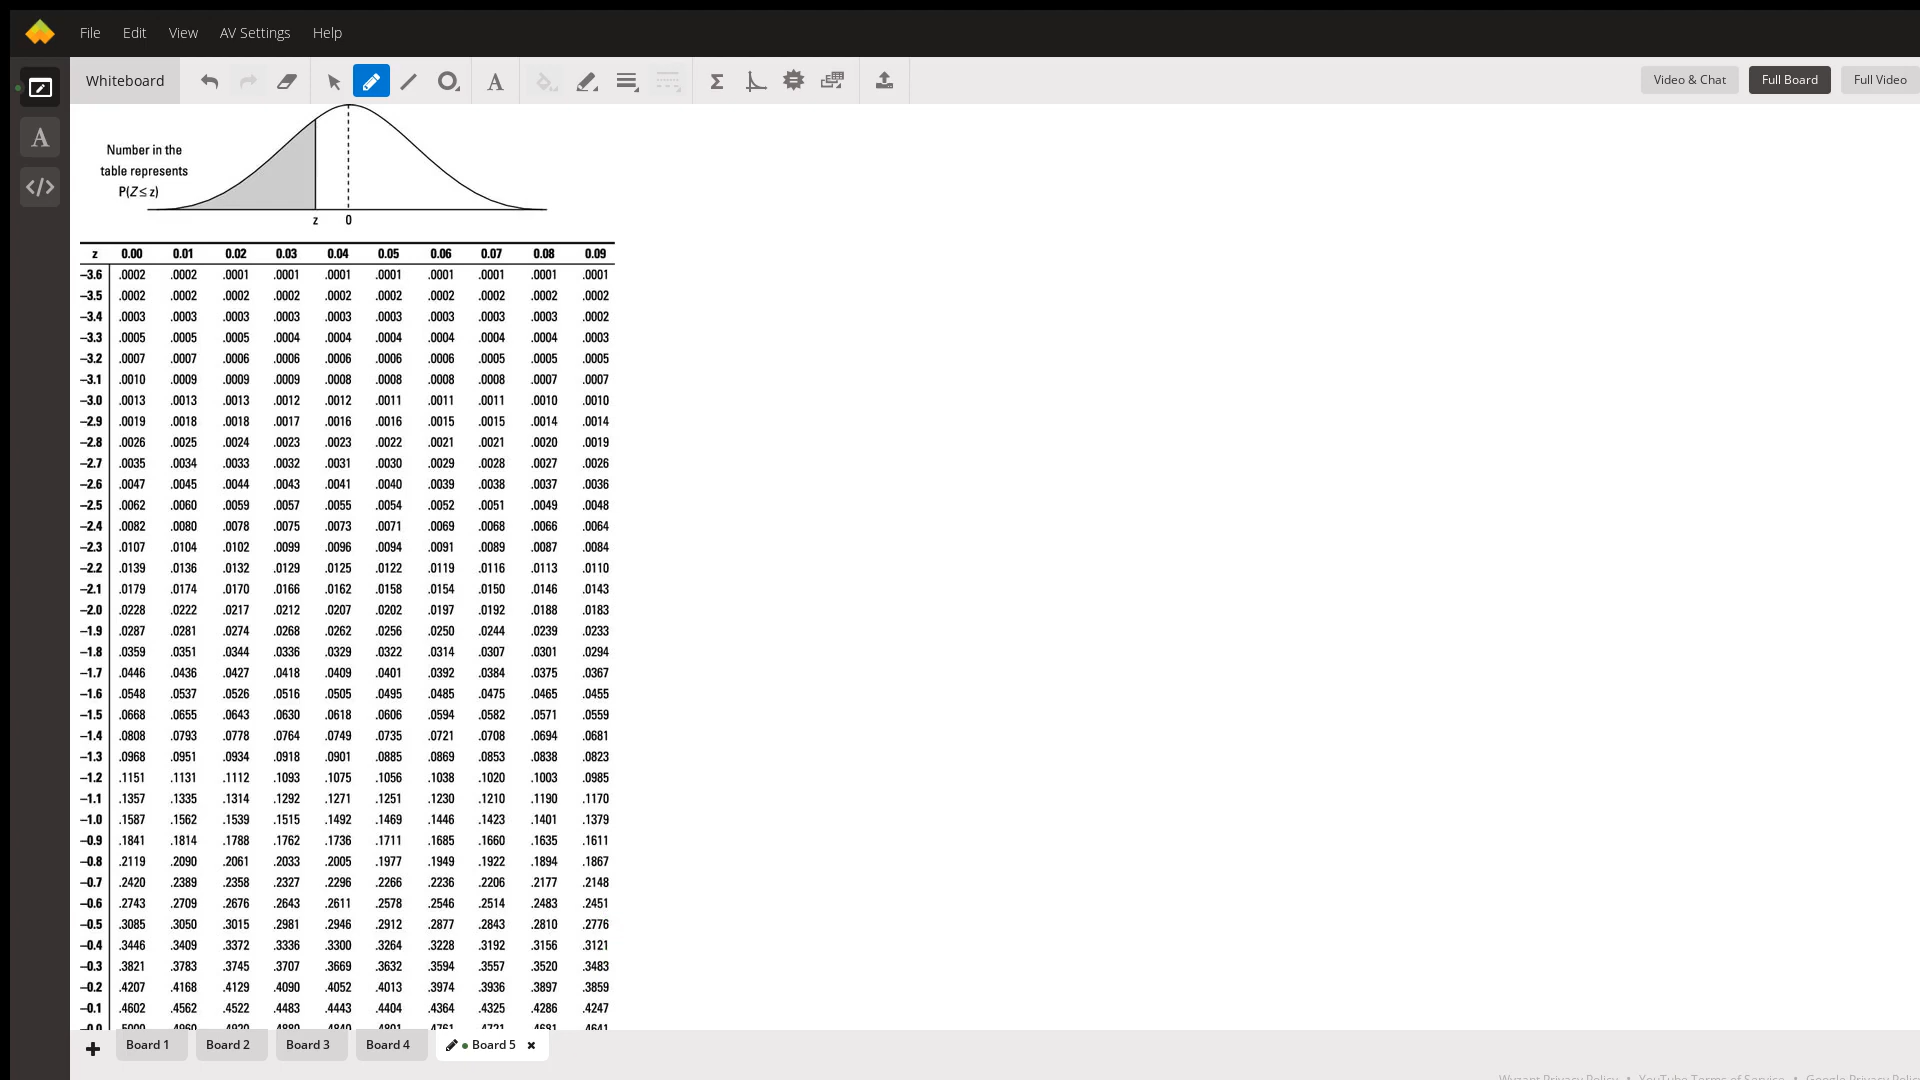 File Edit View AV Settings Help
Whiteboard A Video & Chat Full Board Full Video
Number in the
table represents
P(Z ≤ z)
z 0
z 0.00 0.01 0.02 0.03 0.04 0.05 0.06 0.07 0.08 0.09
–3.6 .0002 .0002 .0001 .0001 .0001 .0001 .0001 .0001 .0001 .0001
–3.5 .0002 .0002 .0002 .0002 .0002 .0002 .0002 .0002 .0002 .0002
–3.4 .0003 .0003 .0003 .0003 .0003 .0003 .0003 .0003 .0003 .0002
–3.3 .0005 .0005 .0005 .0004 .0004 .0004 .0004 .0004 .0004 .0003
–3.2 .0007 .0007 .0006 .0006 .0006 .0006 .0006 .0005 .0005 .0005
–3.1 .0010 .0009 .0009 .0009 .0008 .0008 .0008 .0008 .0007 .0007
–3.0 .0013 .0013 .0013 .0012 .0012 .0011 .0011 .0011 .0010 .0010
–2.9 .0019 .0018 .0018 .0017 .0016 .0016 .0015 .0015 .0014 .0014
–2.8 .0026 .0025 .0024 .0023 .0023 .0022 .0021 .0021 .0020 .0019
–2.7 .0035 .0034 .0033 .0032 .0031 .0030 .0029 .0028 .0027 .0026
–2.6 .0047 .0045 .0044 .0043 .0041 .0040 .0039 .0038 .0037 .0036
–2.5 .0062 .0060 .0059 .0057 .0055 .0054 .0052 .0051 .0049 .0048
–2.4 .0082 .0080 .0078 .0075 .0073 .0071 .0069 .0068 .0066 .0064
–2.3 .0107 .0104 .0102 .0099 .0096 .0094 .0091 .0089 .0087 .0084
–2.2 .0139 .0136 .0132 .0129 .0125 .0122 .0119 .0116 .0113 .0110
–2.1 .0179 .0174 .0170 .0166 .0162 .0158 .0154 .0150 .0146 .0143
–2.0 .0228 .0222 .0217 .0212 .0207 .0202 .0197 .0192 .0188 .0183
–1.9 .0287 .0281 .0274 .0268 .0262 .0256 .0250 .0244 .0239 .0233
–1.8 .0359 .0351 .0344 .0336 .0329 .0322 .0314 .0307 .0301 .0294
–1.7 .0446 .0436 .0427 .0418 .0409 .0401 .0392 .0384 .0375 .0367
–1.6 .0548 .0537 .0526 .0516 .0505 .0495 .0485 .0475 .0465 .0455
–1.5 .0668 .0655 .0643 .0630 .0618 .0606 .0594 .0582 .0571 .0559
–1.4 .0808 .0793 .0778 .0764 .0749 .0735 .0721 .0708 .0694 .0681
–1.3 .0968 .0951 .0934 .0918 .0901 .0885 .0869 .0853 .0838 .0823
–1.2 .1151 .1131 .1112 .1093 .1075 .1056 .1038 .1020 .1003 .0985
–1.1 .1357 .1335 .1314 .1292 .1271 .1251 .1230 .1210 .1190 .1170
–1.0 .1587 .1562 .1539 .1515 .1492 .1469 .1446 .1423 .1401 .1379
–0.9 .1841 .1814 .1788 .1762 .1736 .1711 .1685 .1660 .1635 .1611
–0.8 .2119 .2090 .2061 .2033 .2005 .1977 .1949 .1922 .1894 .1867
–0.7 .2420 .2389 .2358 .2327 .2296 .2266 .2236 .2206 .2177 .2148
–0.6 .2743 .2709 .2676 .2643 .2611 .2578 .2546 .2514 .2483 .2451
–0.5 .3085 .3050 .3015 .2981 .2946 .2912 .2877 .2843 .2810 .2776
–0.4 .3446 .3409 .3372 .3336 .3300 .3264 .3228 .3192 .3156 .3121
–0.3 .3821 .3783 .3745 .3707 .3669 .3632 .3594 .3557 .3520 .3483
–0.2 .4207 .4168 .4129 .4090 .4052 .4013 .3974 .3936 .3897 .3859
–0.1 .4602 .4562 .4522 .4483 .4443 .4404 .4364 .4325 .4286 .4247
–0.0 .5000 .4960 .4920 .4880 .4840 .4801 .4761 .4721 .4681 .4641
Board 1 Board 2 Board 3 Board 4 Board 5
Wyzant Privacy Policy • YouTube Terms of Service • Google Privacy